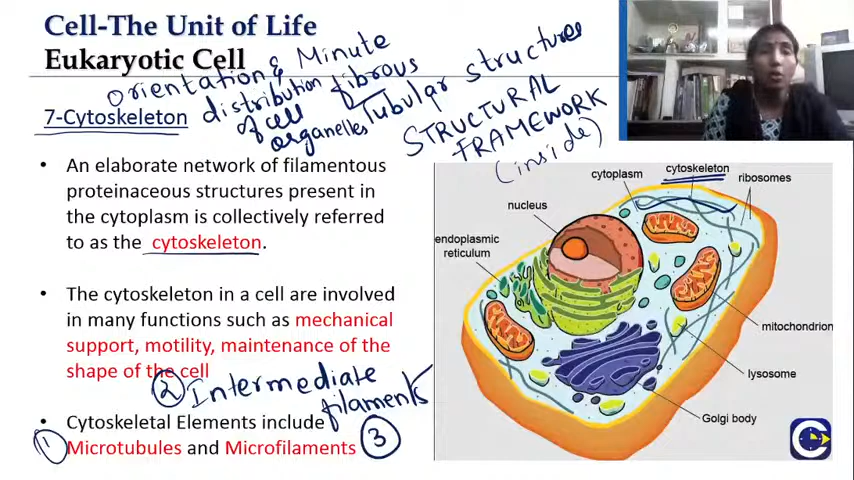 Cell-The Unit of Life
Eukaryotic Cell
Orientation & Minute
distribution fibrous
of cell Tubular structures
organelles STRUCTURAL
FRAMEWORK
(inside)
7-Cytoskeleton
• An elaborate network of filamentous
proteinaceous structures present in
the cytoplasm is collectively referred
to as the cytoskeleton.
• The cytoskeleton in a cell are involved
in many functions such as mechanical
support, motility, maintenance of the
shape of the cell
② Intermediate
filaments
• Cytoskeletal Elements include
① Microtubules and Microfilaments ③
cytoskeleton
cytoplasm
ribosomes
nucleus
endoplasmic
reticulum
mitochondrion
lysosome
Golgi body